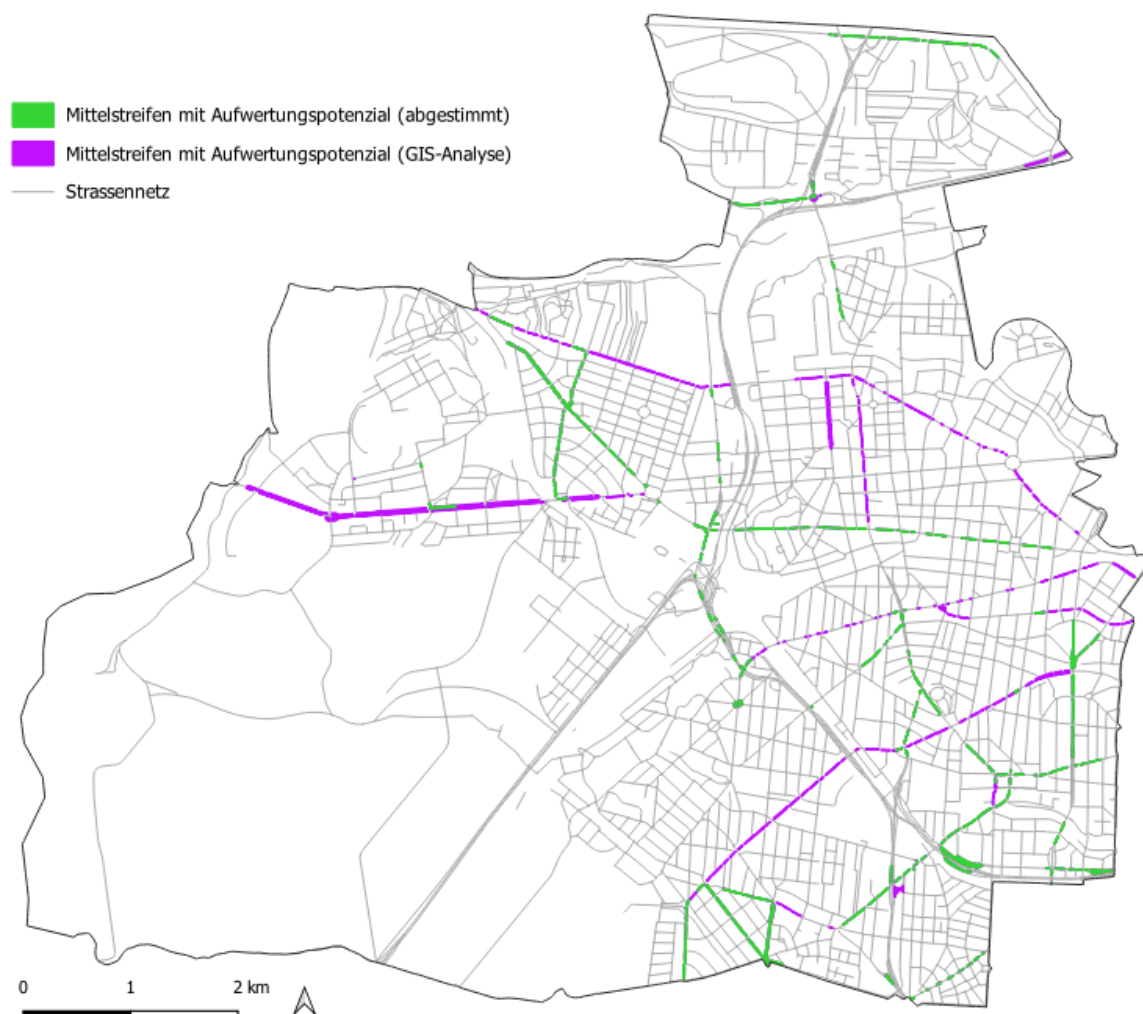 Mittelstreifen mit Aufwertungspotenzial (abgestimmt)
Mittelstreifen mit Aufwertungspotenzial (GIS-Analyse)
Strassennetz
0 1 2 km